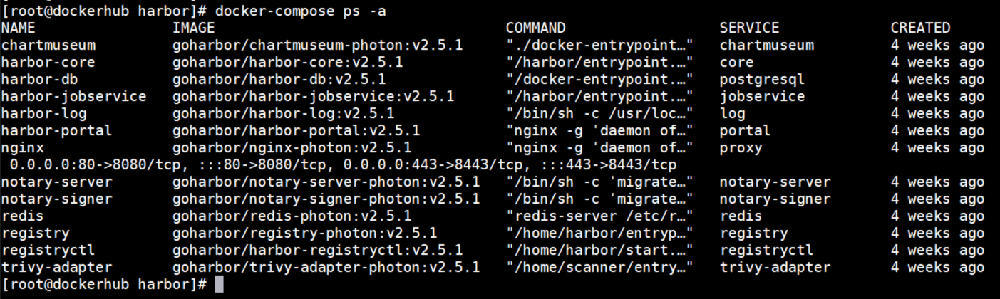 [root@dockerhub harbor]# docker-compose ps -a
NAME                IMAGE                                  COMMAND                  SERVICE             CREATED
chartmuseum         goharbor/chartmuseum-photon:v2.5.1     "./docker-entrypoint…"   chartmuseum         4 weeks ago
harbor-core         goharbor/harbor-core:v2.5.1            "/harbor/entrypoint.…"   core                4 weeks ago
harbor-db           goharbor/harbor-db:v2.5.1              "/docker-entrypoint.…"   postgresql          4 weeks ago
harbor-jobservice   goharbor/harbor-jobservice:v2.5.1      "/harbor/entrypoint.…"   jobservice          4 weeks ago
harbor-log          goharbor/harbor-log:v2.5.1             "/bin/sh -c /usr/loc…"   log                 4 weeks ago
harbor-portal       goharbor/harbor-portal:v2.5.1          "nginx -g 'daemon of…"   portal              4 weeks ago
nginx               goharbor/nginx-photon:v2.5.1           "nginx -g 'daemon of…"   proxy               4 weeks ago
 0.0.0.0:80->8080/tcp, :::80->8080/tcp, 0.0.0.0:443->8443/tcp, :::443->8443/tcp
notary-server       goharbor/notary-server-photon:v2.5.1   "/bin/sh -c 'migrate…"   notary-server       4 weeks ago
notary-signer       goharbor/notary-signer-photon:v2.5.1   "/bin/sh -c 'migrate…"   notary-signer       4 weeks ago
redis               goharbor/redis-photon:v2.5.1           "redis-server /etc/r…"   redis               4 weeks ago
registry            goharbor/registry-photon:v2.5.1        "/home/harbor/entryp…"   registry            4 weeks ago
registryctl         goharbor/harbor-registryctl:v2.5.1     "/home/harbor/start.…"   registryctl         4 weeks ago
trivy-adapter       goharbor/trivy-adapter-photon:v2.5.1   "/home/scanner/entry…"   trivy-adapter       4 weeks ago
[root@dockerhub harbor]#